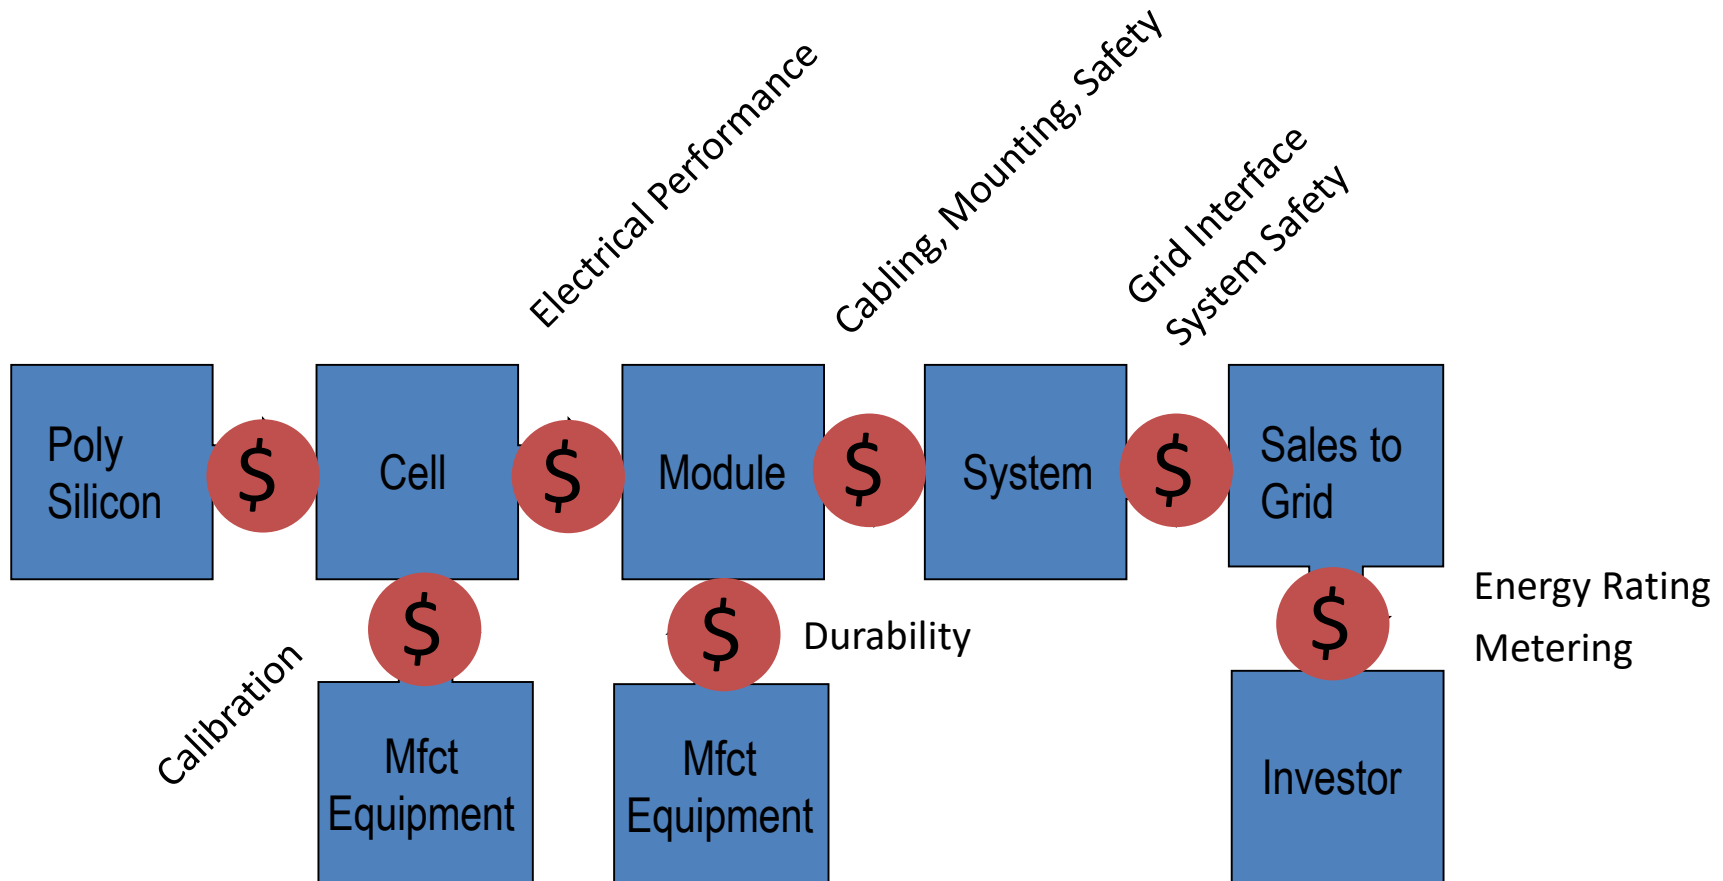 Electrical Performance
Cabling, Mounting, Safety
Grid Interface
System Safety
Poly
Silicon
$
Cell
$
Module
$
System
$
Sales to
Grid
Calibration
$
$
Durability
$
Energy Rating
Metering
Mfct
Equipment
Mfct
Equipment
Investor